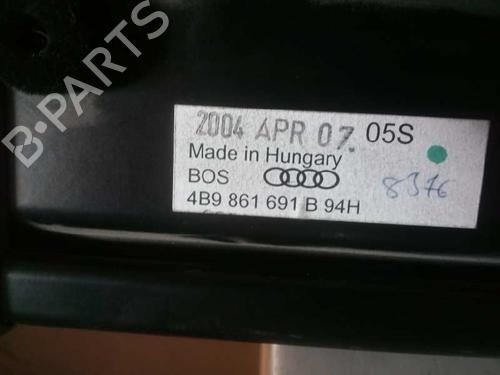 B-PARTS
2004 APR 07. 05S
Made in Hungary
BOS
8376
4B9 861 691 B 94H